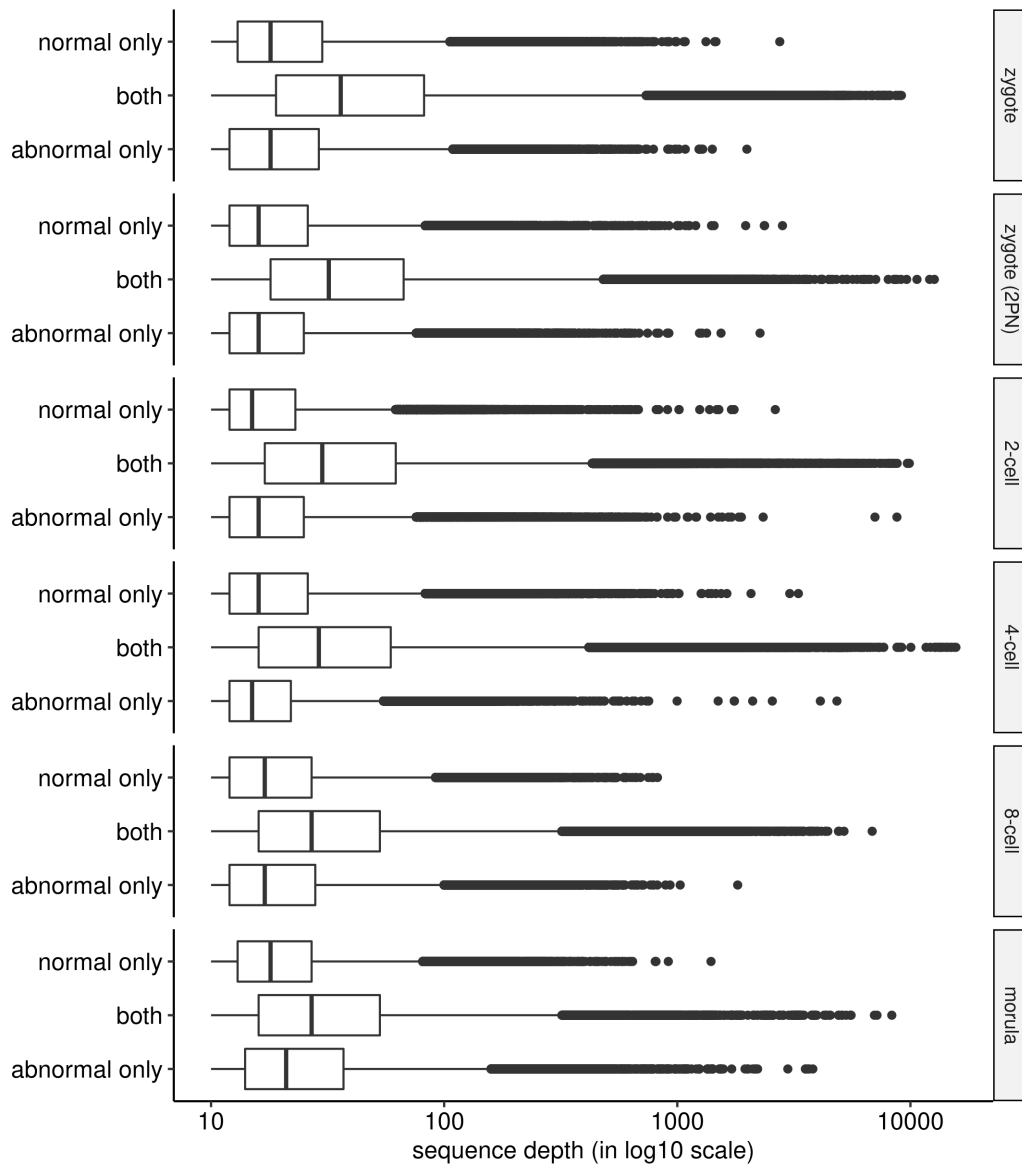 normal only
both
abnormal only
zygote
normal only
both
abnormal only
zygote (2PN)
normal only
both
abnormal only
2-cell
normal only
both
abnormal only
4-cell
normal only
both
abnormal only
8-cell
normal only
both
abnormal only
morula
10 100 1000 10000
sequence depth (in log10 scale)